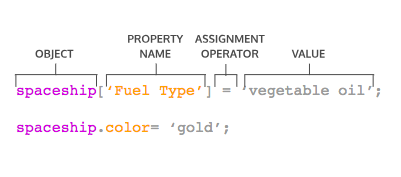 PROPERTY ASSIGNMENT
OBJECT NAME OPERATOR VALUE
spaceship[‘Fuel Type’] = ‘vegetable oil’;
spaceship.color= ‘gold’;